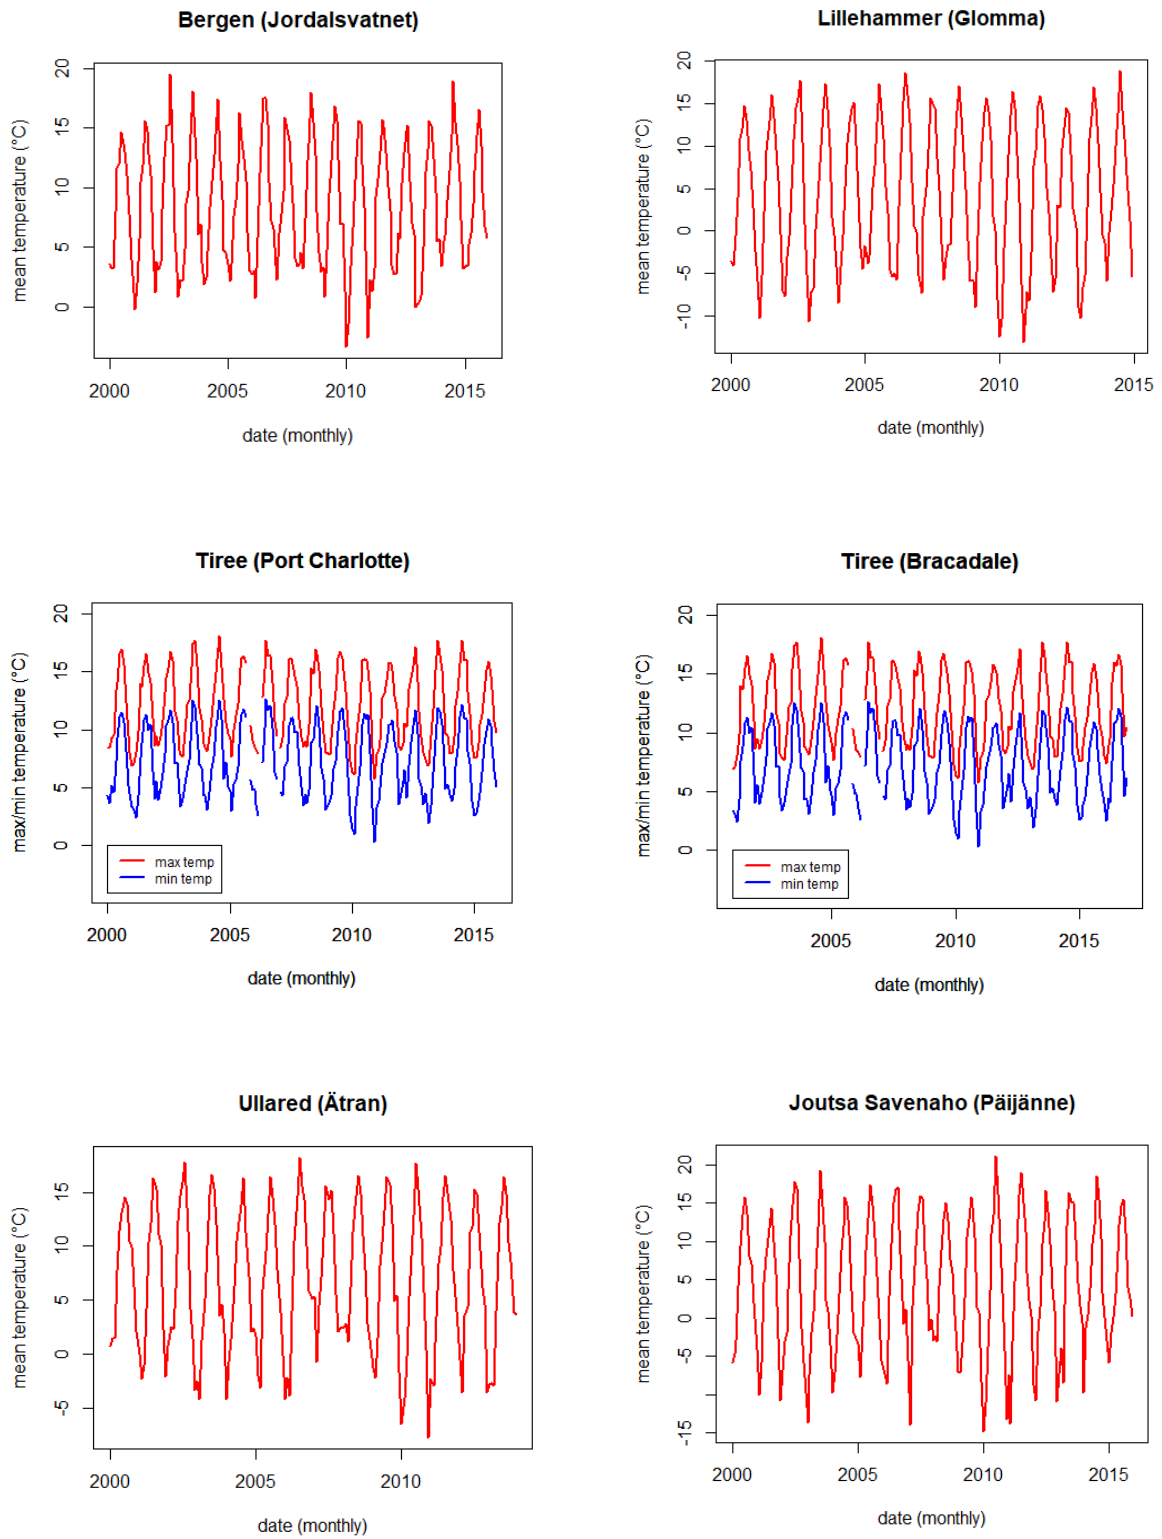 Bergen (Jordalsvatnet)
mean temperature (°C)
20
15
10
5
0
2000 2005 2010 2015
date (monthly)
Lillehammer (Glomma)
mean temperature (°C)
20
15
10
5
0
-5
-10
2000 2005 2010 2015
date (monthly)
Tiree (Port Charlotte)
max/min temperature (°C)
20
15
10
5
0
max temp
min temp
2000 2005 2010 2015
date (monthly)
Tiree (Bracadale)
max/min temperature (°C)
20
15
10
5
0
max temp
min temp
2005 2010 2015
date (monthly)
Ullared (Ätran)
mean temperature (°C)
15
10
5
0
-5
2000 2005 2010
date (monthly)
Joutsa Savenaho (Päijänne)
mean temperature (°C)
20
15
10
5
0
-5
-15
2000 2005 2010 2015
date (monthly)